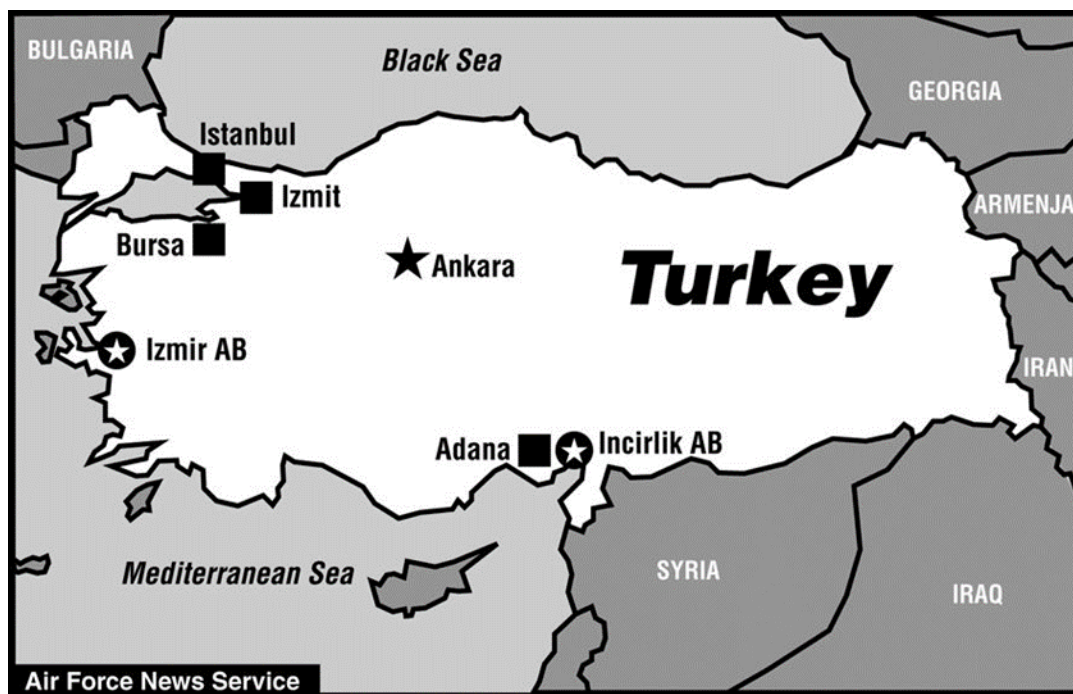 BULGARIA
Black Sea
GEORGIA
Istanbul
ARMENJA
Izmit
Bursa
Ankara
Turkey
Izmir AB
IRAN
Adana
Incirlik AB
Mediterranean Sea
SYRIA
IRAQ
Air Force News Service